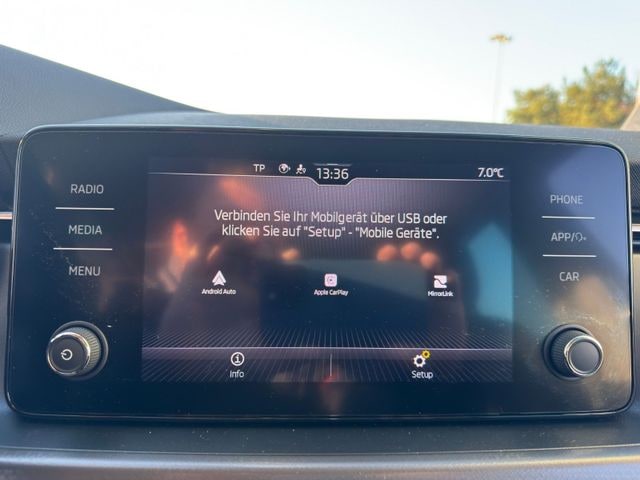 TP 13:36 7.0°C
RADIO
MEDIA
MENU
Verbinden Sie Ihr Mobilgerät über USB oder
klicken Sie auf "Setup" - "Mobile Geräte".
Android Auto Apple CarPlay MirrorLink
Info Setup
PHONE
APP/
CAR